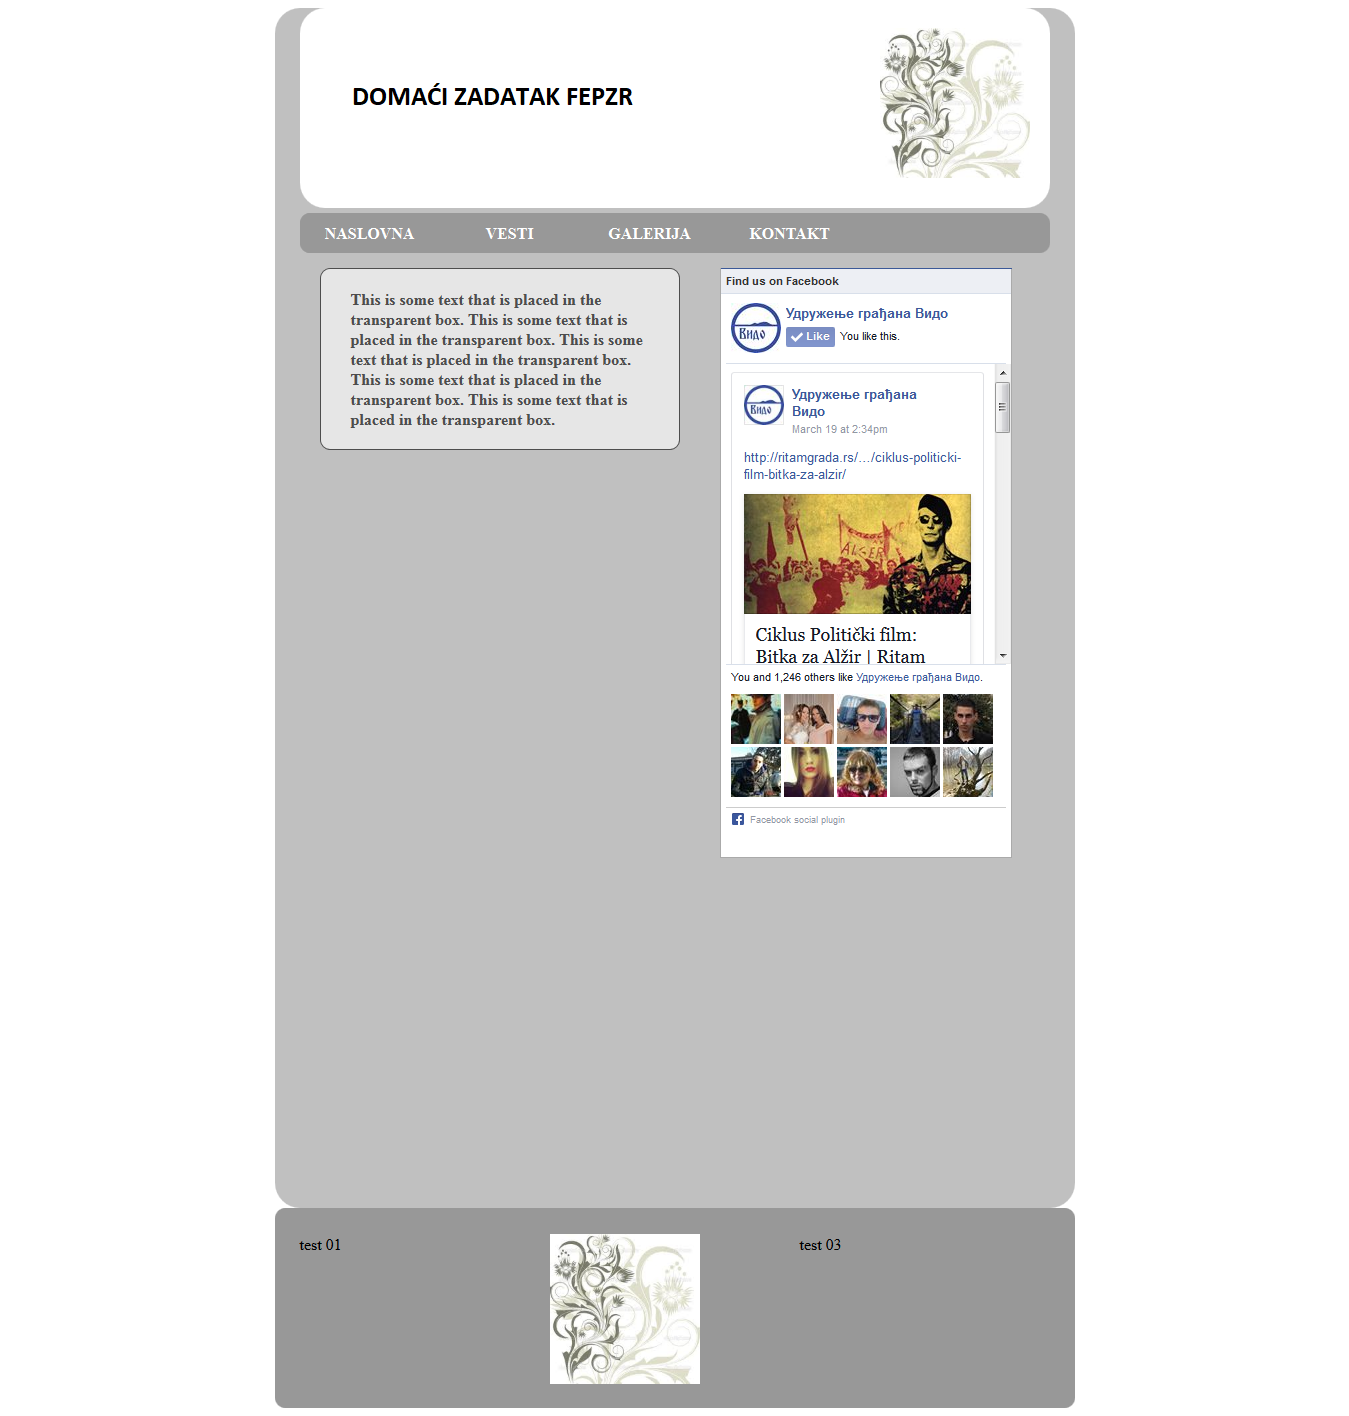 DOMAĆI ZADATAK FEPZR
NASLOVNA VESTI GALERIJA KONTAKT
This is some text that is placed in the
transparent box. This is some text that is
placed in the transparent box. This is some
text that is placed in the transparent box.
This is some text that is placed in the
transparent box. This is some text that is
placed in the transparent box.
Find us on Facebook
Удружење грађана Видо
Видо
Like You like this.
Видо
Удружење грађана
Видо
March 19 at 2:34pm
http://ritamgrada.rs/…/ciklus-politicki-
film-bitka-za-alzir/
ALGER
Ciklus Politički film:
Bitka za Alžir | Ritam
You and 1,246 others like Удружење грађана Видо.
Facebook social plugin
test 01
test 03